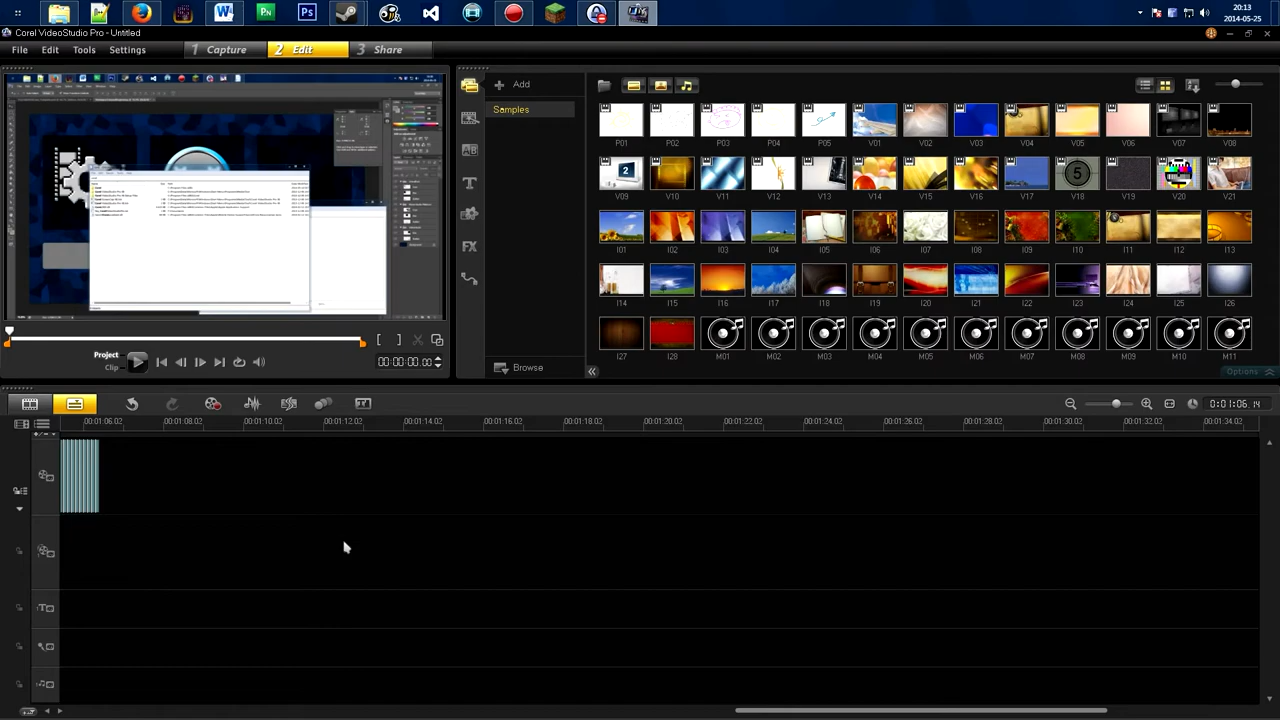 20:13
2014-05-25
Corel VideoStudio Pro - Untitled
File Edit Tools Settings
1 Capture
2 Edit
3 Share
Add
Samples
Browse
P01 P02 P03 P04 P05 V01 V02 V03 V04 V05 V06 V07 V08
V09 V10 V11 V12 V13 V14 V15 V16 V17 V18 V19 V20 V21
I01 I02 I03 I04 I05 I06 I07 I08 I09 I10 I11 I12 I13
I14 I15 I16 I17 I18 I19 I20 I21 I22 I23 I24 I25 I26
I27 I28 M01 M02 M03 M04 M05 M06 M07 M08 M09 M10 M11
Options
Project
Clip
00:00:00:00
0:01:06.14
00:01:06.02 00:01:08.02 00:01:10.02 00:01:12.02 00:01:14.02 00:01:16.02 00:01:18.02 00:01:20.02 00:01:22.02 00:01:24.02 00:01:26.02 00:01:28.02 00:01:30.02 00:01:32.02 00:01:34.02